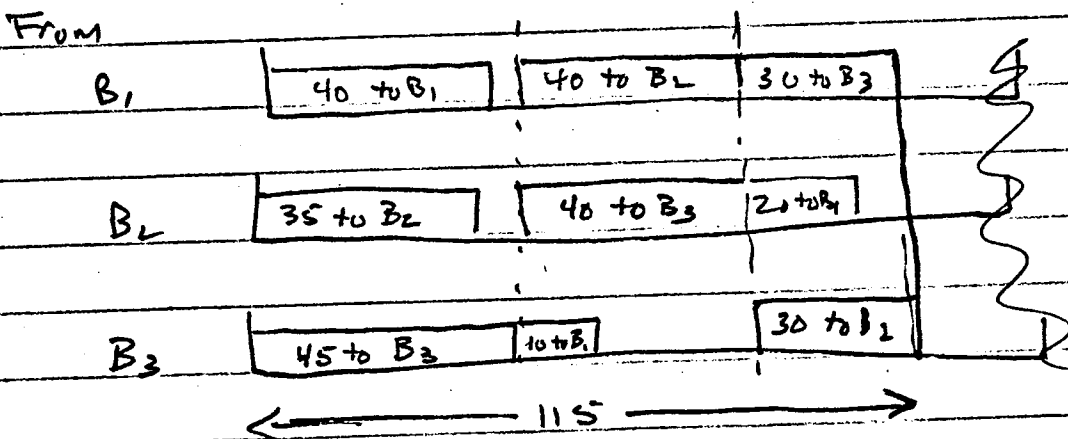 From
B1 40 to B1 40 to B2 30 to B3
B2 35 to B2 40 to B3 20 to B1
B3 45 to B3 10 to B1 30 to B2
115